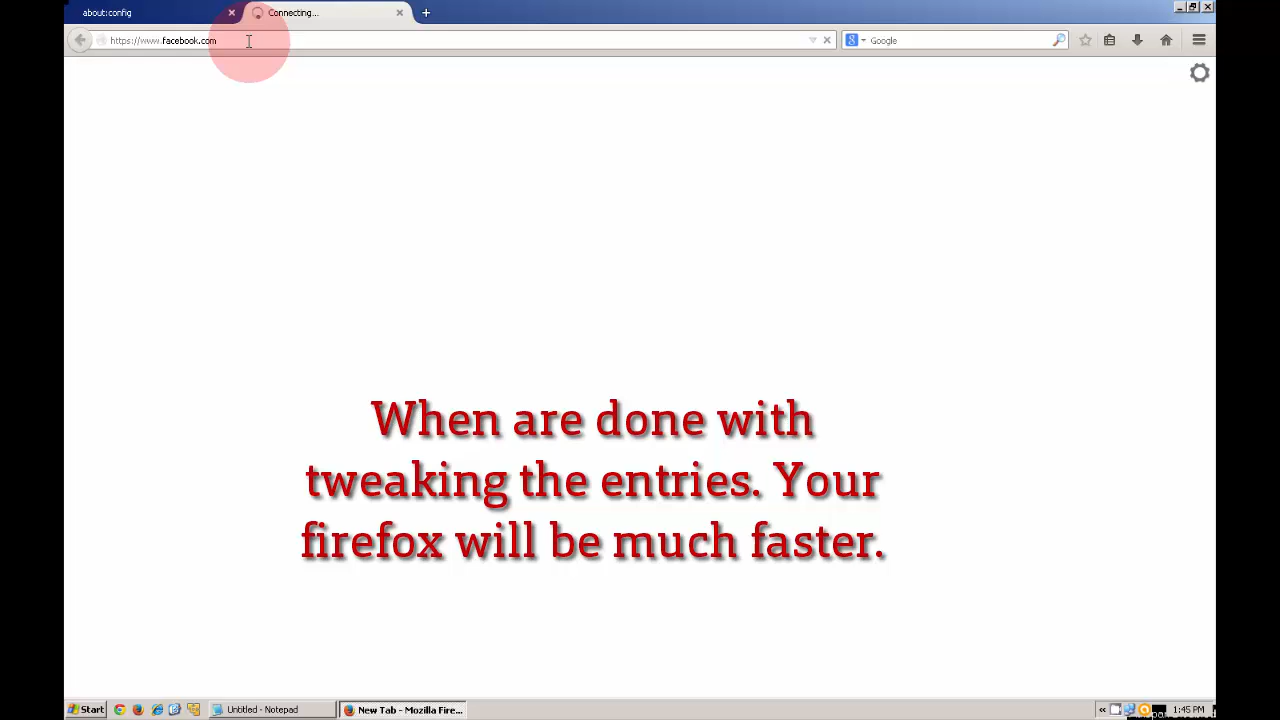 about:config
Connecting...
https://www.facebook.com
Google
When are done with
tweaking the entries. Your
firefox will be much faster.
Start
Untitled - Notepad
New Tab - Mozilla Fire...
1:45 PM